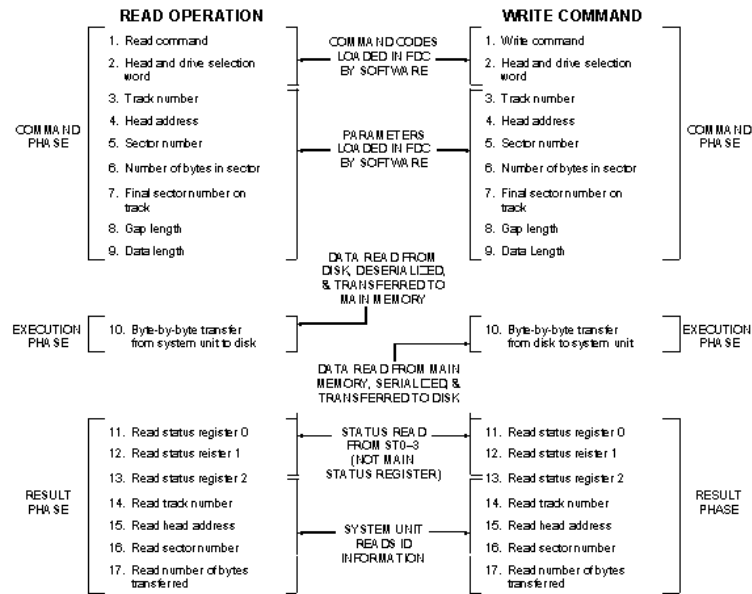 READ OPERATION
WRITE COMMAND
COMMAND
PHASE
1. Read command
2. Head and drive selection
word
3. Track number
4. Head address
5. Sector number
6. Number of bytes in sector
7. Final sector number on
track
8. Gap length
9. Data length
COMMAND CODES
LOADED IN FDC
BY SOFTWARE
PARAMETERS
LOADED IN FDC
BY SOFTWARE
1. Write command
2. Head and drive selection
word
3. Track number
4. Head address
5. Sector number
6. Number of bytes in sector
7. Final sector number on
track
8. Gap length
9. Data Length
COMMAND
PHASE
DATA READ FROM
DISK, DESERIALIZED,
& TRANSFERRED TO
MAIN MEMORY
EXECUTION
PHASE
10. Byte-by-byte transfer
from system unit to disk
10. Byte-by-byte transfer
from disk to system unit
EXECUTION
PHASE
DATA READ FROM MAIN
MEMORY, SERIALIZED, &
TRANSFERRED TO DISK
RESULT
PHASE
11. Read status register 0
12. Read status reister 1
13. Read status register 2
14. Read track number
15. Read head address
16. Read sector number
17. Read number of bytes
transferred
STATUS READ
FROM ST0–3
(NOT MAIN
STATUS REGISTER)
SYSTEM UNIT
READS ID
INFORMATION
11. Read status register 0
12. Read status register 1
13. Read status register 2
14. Read track number
15. Read head address
16. Read sector number
17. Read number of bytes
transferred
RESULT
PHASE